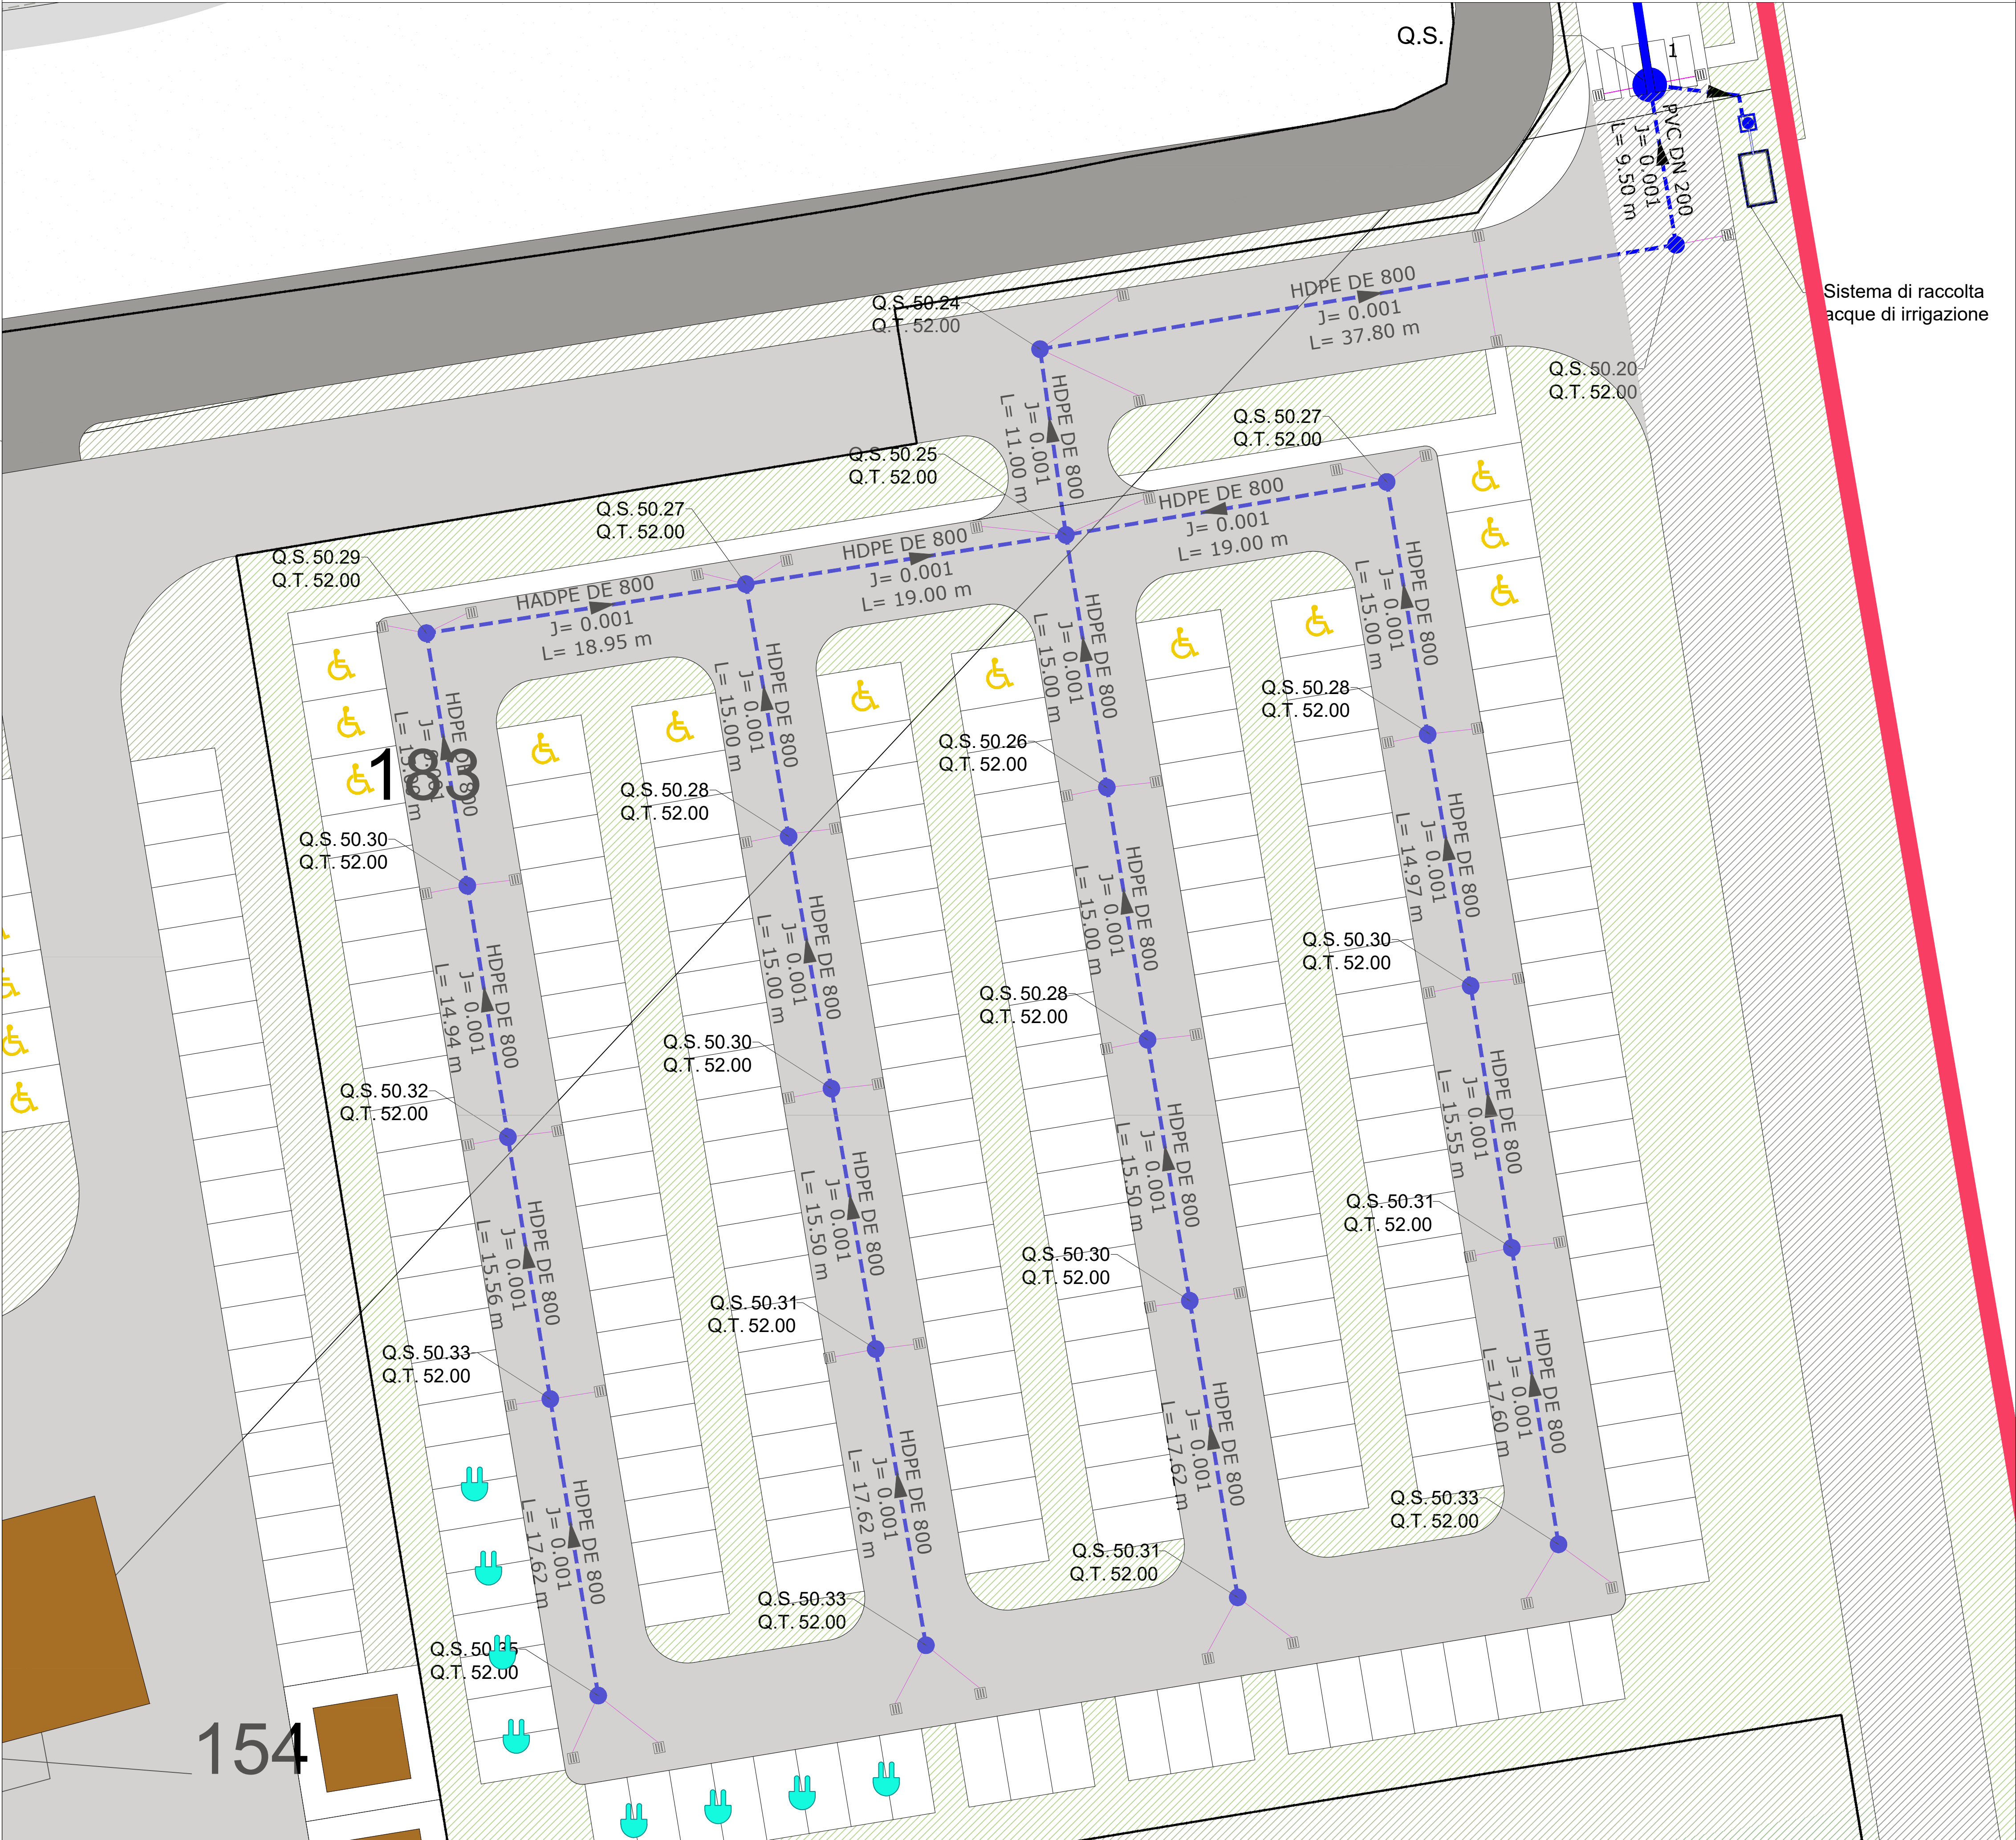 Q.S.
1
PVC DN 200
J= 0.001
L= 9.50 m
Sistema di raccolta
acque di irrigazione
Q.S. 50.24
Q.T. 52.00
HDPE DE 800
J= 0.001
L= 37.80 m
Q.S. 50.20
Q.T. 52.00
HDPE DE 800
J= 0.001
L= 11.00 m
Q.S. 50.27
Q.T. 52.00
Q.S. 50.25
Q.T. 52.00
HDPE DE 800
J= 0.001
L= 19.00 m
Q.S. 50.27
Q.T. 52.00
HDPE DE 800
J= 0.001
L= 19.00 m
Q.S. 50.29
Q.T. 52.00
HADPE DE 800
J= 0.001
L= 18.95 m
HDPE DE 800
J= 0.001
183
Q.S. 50.30
Q.T. 52.00
HDPE DE 800
J= 0.001
L= 14.94 m
Q.S. 50.32
Q.T. 52.00
HDPE DE 800
J= 0.001
L= 15.56 m
Q.S. 50.33
Q.T. 52.00
HDPE DE 800
J= 0.001
L= 17.62 m
Q.S. 50.35
Q.T. 52.00
HDPE DE 800
J= 0.001
L= 15.00 m
Q.S. 50.28
Q.T. 52.00
HDPE DE 800
J= 0.001
L= 15.00 m
Q.S. 50.30
Q.T. 52.00
HDPE DE 800
J= 0.001
L= 15.50 m
Q.S. 50.31
Q.T. 52.00
HDPE DE 800
J= 0.001
L= 17.62 m
Q.S. 50.33
Q.T. 52.00
HDPE DE 800
J= 0.001
L= 15.00 m
Q.S. 50.26
Q.T. 52.00
HDPE DE 800
J= 0.001
L= 15.00 m
Q.S. 50.28
Q.T. 52.00
HDPE DE 800
J= 0.001
L= 15.50 m
Q.S. 50.30
Q.T. 52.00
HDPE DE 800
J= 0.001
L= 17.62 m
Q.S. 50.31
Q.T. 52.00
HDPE DE 800
J= 0.001
L= 15.00 m
Q.S. 50.28
Q.T. 52.00
HDPE DE 800
J= 0.001
L= 14.97 m
Q.S. 50.30
Q.T. 52.00
HDPE DE 800
J= 0.001
L= 15.55 m
Q.S. 50.31
Q.T. 52.00
HDPE DE 800
J= 0.001
L= 17.60 m
Q.S. 50.33
Q.T. 52.00
154